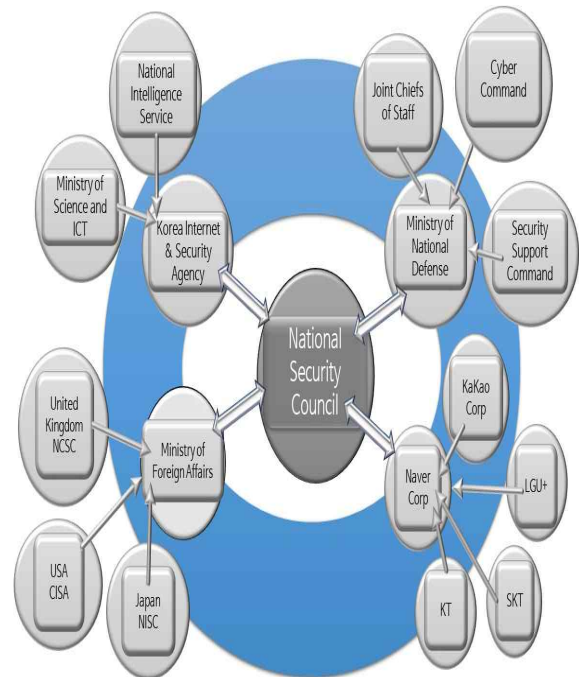 National
Intelligence
Service
Joint Chiefs
of Staff
Cyber
Command
Ministry of
Science and
ICT
Korea Internet
& Security
Agency
Ministry of
National
Defense
Security
Support
Command
National
Security
Council
United
Kingdom
NCSC
Ministry of
Foreign Affairs
KaKao
Corp
Naver
Corp
LGU+
USA
CISA
Japan
NISC
KT
SKT